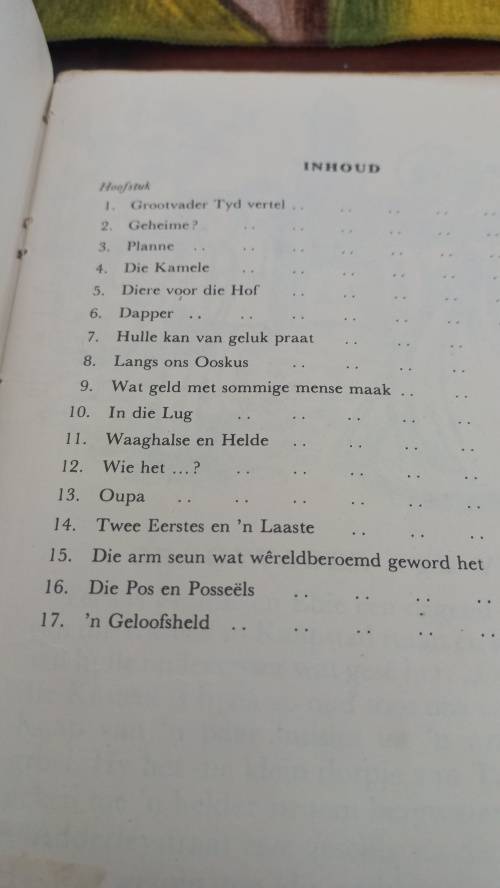 INHOUD
Hoofstuk
1. Grootvader Tyd vertel .. .. .. .. ..
2. Geheime? .. .. .. .. ..
3. Planne .. .. .. .. .. ..
4. Die Kamele .. .. .. .. ..
5. Diere voor die Hof .. .. .. ..
6. Dapper .. .. .. .. .. ..
7. Hulle kan van geluk praat .. .. ..
8. Langs ons Ooskus .. .. .. ..
9. Wat geld met sommige mense maak .. ..
10. In die Lug .. .. .. .. ..
11. Waaghalse en Helde .. .. .. ..
12. Wie het ...? .. .. .. .. ..
13. Oupa .. .. .. .. .. ..
14. Twee Eerstes en 'n Laaste .. .. ..
15. Die arm seun wat wêreldberoemd geword het
16. Die Pos en Posseëls .. .. .. ..
17. 'n Geloofsheld .. .. .. .. ..